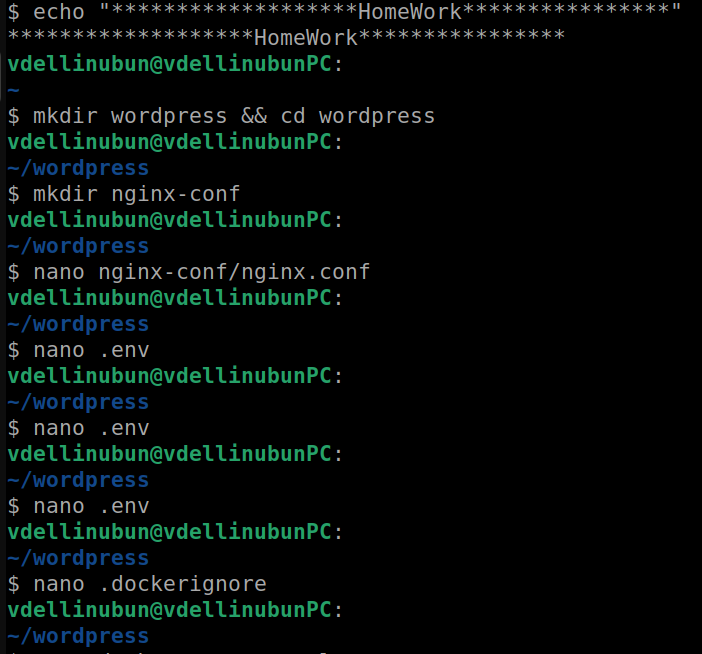 $ echo "*******************HomeWork****************"
*******************HomeWork****************
vdellinubun@vdellinubunPC:
~
$ mkdir wordpress && cd wordpress
vdellinubun@vdellinubunPC:
~/wordpress
$ mkdir nginx-conf
vdellinubun@vdellinubunPC:
~/wordpress
$ nano nginx-conf/nginx.conf
vdellinubun@vdellinubunPC:
~/wordpress
$ nano .env
vdellinubun@vdellinubunPC:
~/wordpress
$ nano .env
vdellinubun@vdellinubunPC:
~/wordpress
$ nano .env
vdellinubun@vdellinubunPC:
~/wordpress
$ nano .dockerignore
vdellinubun@vdellinubunPC:
~/wordpress